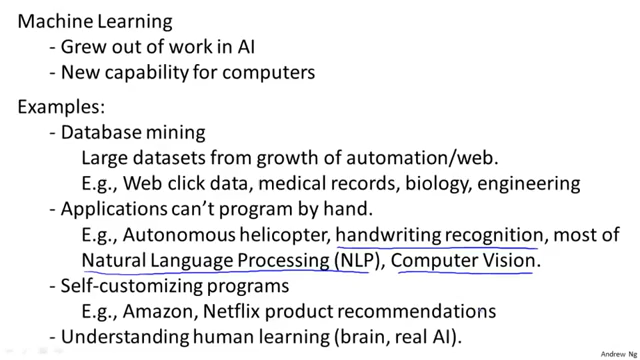 Machine Learning
- Grew out of work in AI
- New capability for computers
Examples:
- Database mining
Large datasets from growth of automation/web.
E.g., Web click data, medical records, biology, engineering
- Applications can’t program by hand.
E.g., Autonomous helicopter, handwriting recognition, most of
Natural Language Processing (NLP), Computer Vision.
- Self-customizing programs
E.g., Amazon, Netflix product recommendations
- Understanding human learning (brain, real AI).
Andrew Ng